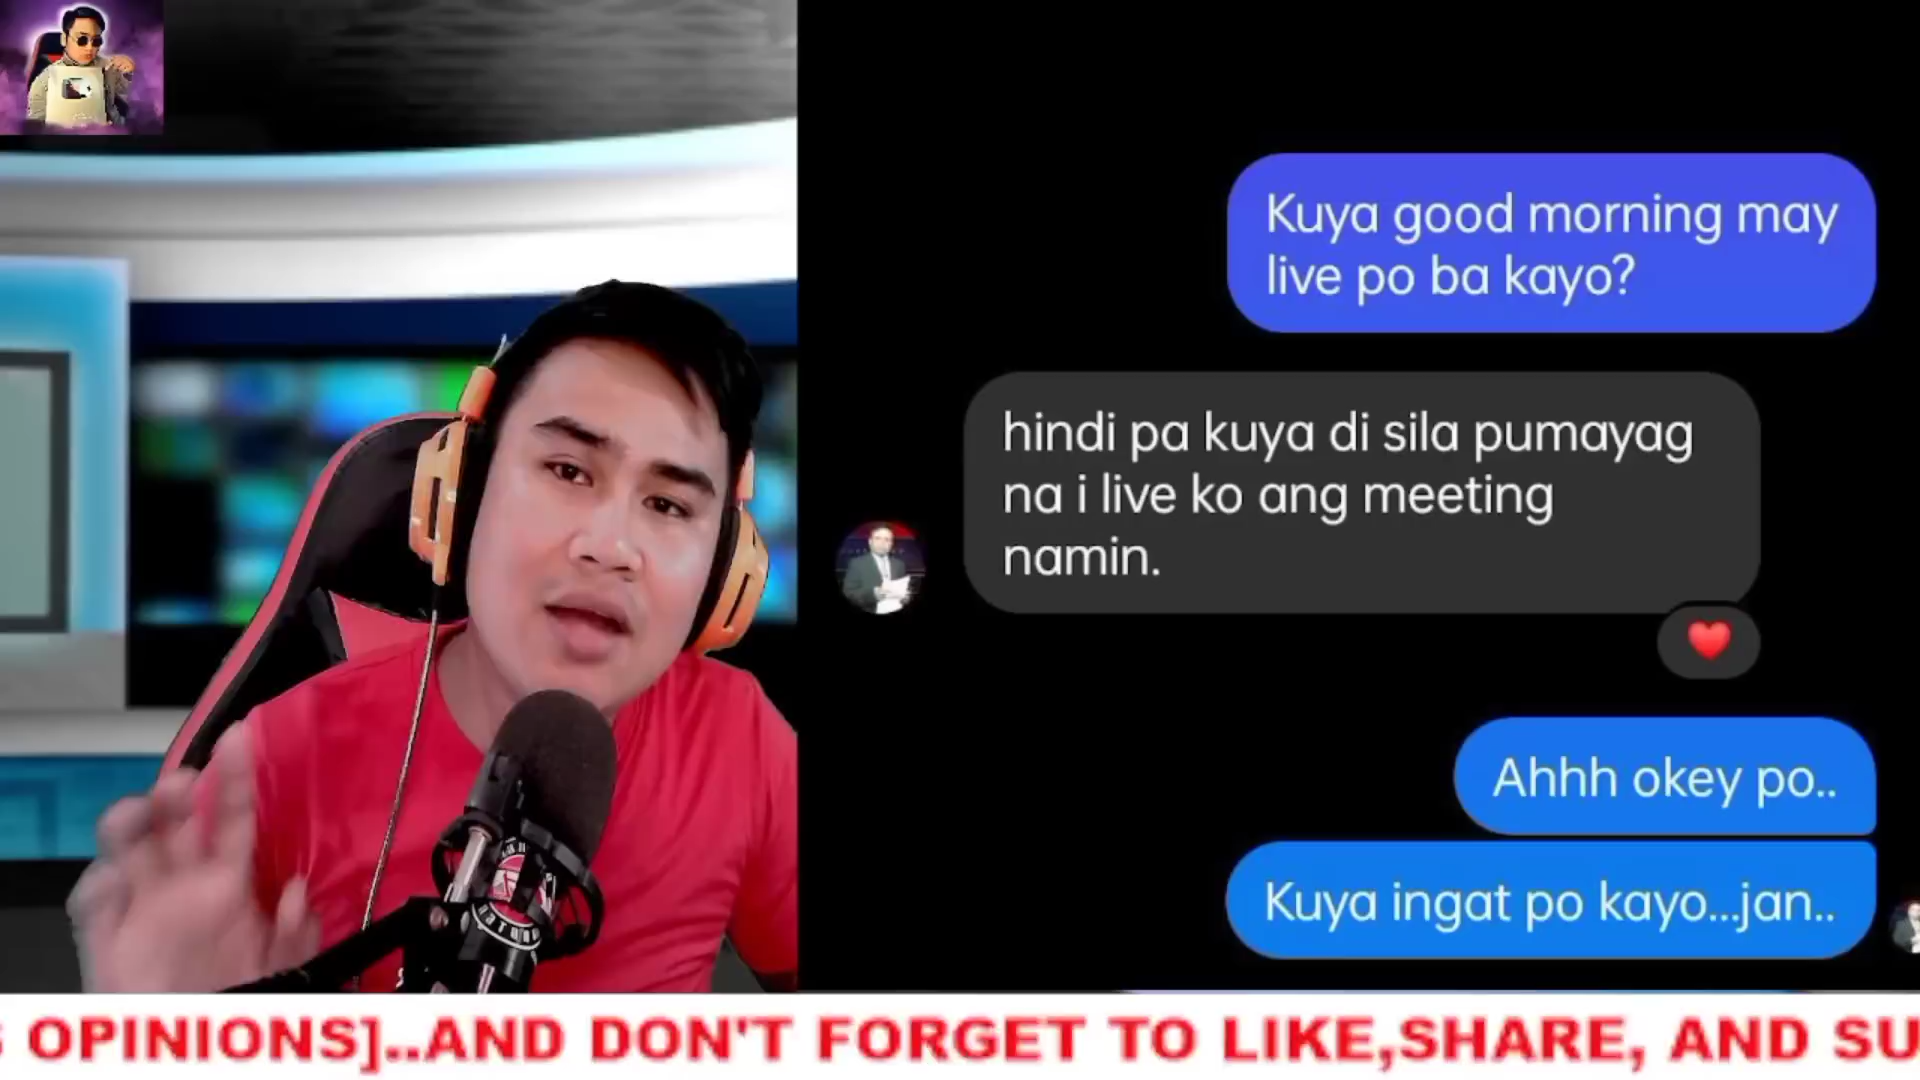 Kuya good morning may
live po ba kayo?
hindi pa kuya di sila pumayag
na i live ko ang meeting
namin.
Ahhh okey po..
Kuya ingat po kayo...jan..
OPINIONS]..AND DON'T FORGET TO LIKE,SHARE, AND SU